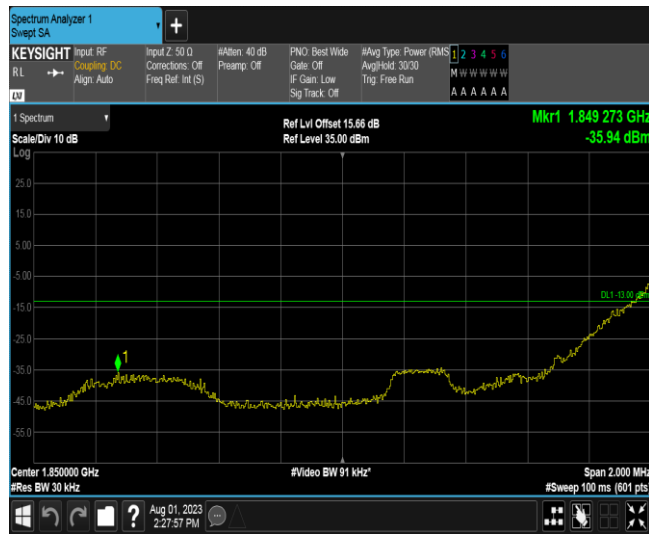 Spectrum Analyzer 1
Swept SA
+
KEYSIGHT
RL
LXI
Input: RF
Coupling: DC
Align: Auto
Input Z: 50 Ω
Corrections: Off
Freq Ref: Int (S)
#Atten: 40 dB
Preamp: Off
PNO: Best Wide
Gate: Off
IF Gain: Low
Sig Track: Off
#Avg Type: Power (RMS
Avg|Hold: 30/30
Trig: Free Run
1 2 3 4 5 6
M W W W W W
A A A A A A
1 Spectrum
Scale/Div 10 dB
Log
Ref Lvl Offset 15.66 dB
Ref Level 35.00 dBm
Mkr1 1.849 273 GHz
-35.94 dBm
25.0
15.0
5.00
-5.00
DL1 -13.00 dBm
-15.0
-25.0
1
-35.0
-45.0
-55.0
Center 1.850000 GHz
#Res BW 30 kHz
#Video BW 91 kHz*
Span 2.000 MHz
#Sweep 100 ms (601 pts
?
Aug 01, 2023
2:27:57 PM